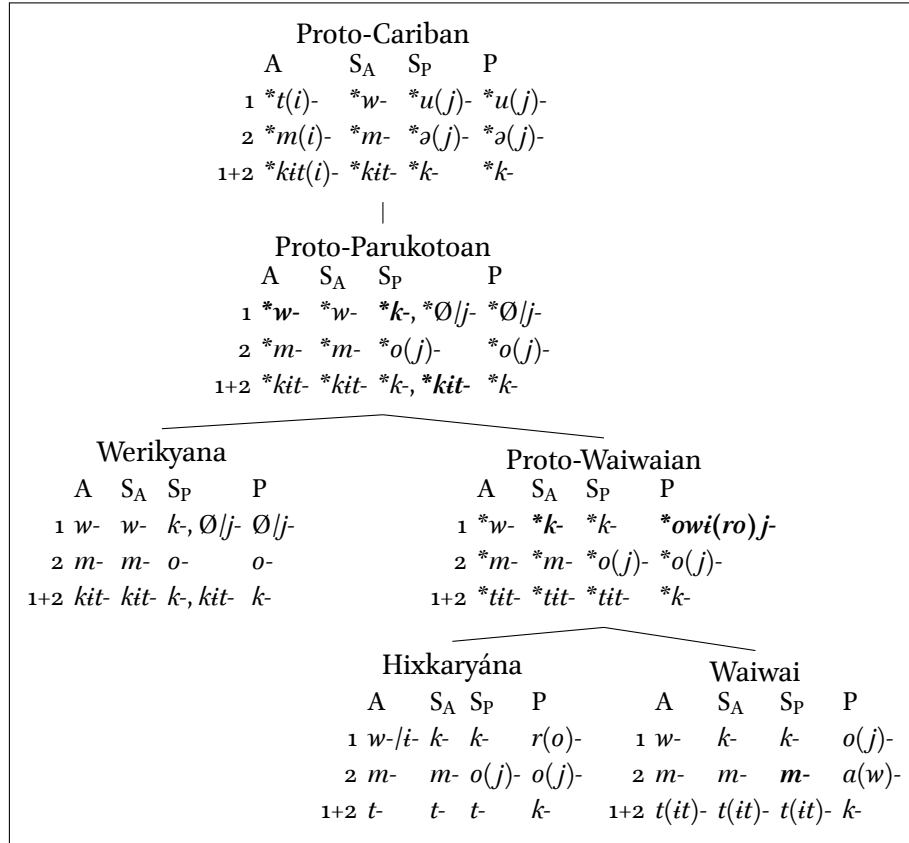 Proto-Cariban
A S_A S_P P
1 *t(i)- *w- *u(j)- *u(j)-
2 *m(i)- *m- *ə(j)- *ə(j)-
1+2 *kɨt(i)- *kɨt- *k- *k-
Proto-Parukotoan
A S_A S_P P
1 *w- *w- *k-, *Ø/j- *Ø/j-
2 *m- *m- *o(j)- *o(j)-
1+2 *kɨt- *kɨt- *k-, *kɨt- *k-
Werikyana
A S_A S_P P
1 w- w- k-, Ø/j- Ø/j-
2 m- m- o- o-
1+2 kɨt- kɨt- k-, kɨt- k-
Proto-Waiwaian
A S_A S_P P
1 *w- *k- *k- *owɨ(ro)j-
2 *m- *m- *o(j)- *o(j)-
1+2 *tɨt- *tɨt- *tɨt- *k-
Hixkaryána
A S_A S_P P
1 w-/ɨ- k- k- r(o)-
2 m- m- o(j)- o(j)-
1+2 t- t- t- k-
Waiwai
A S_A S_P P
1 w- k- k- o(j)-
2 m- m- m- a(w)-
1+2 t(ɨt)- t(ɨt)- t(ɨt)- k-